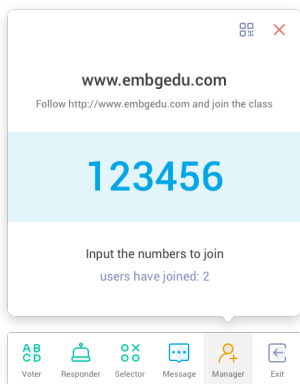 www.embgedu.com
Follow http://www.embgedu.com and join the class
123456
Input the numbers to join
users have joined: 2
A B
C D
Voter Responder Selector Message Manager Exit